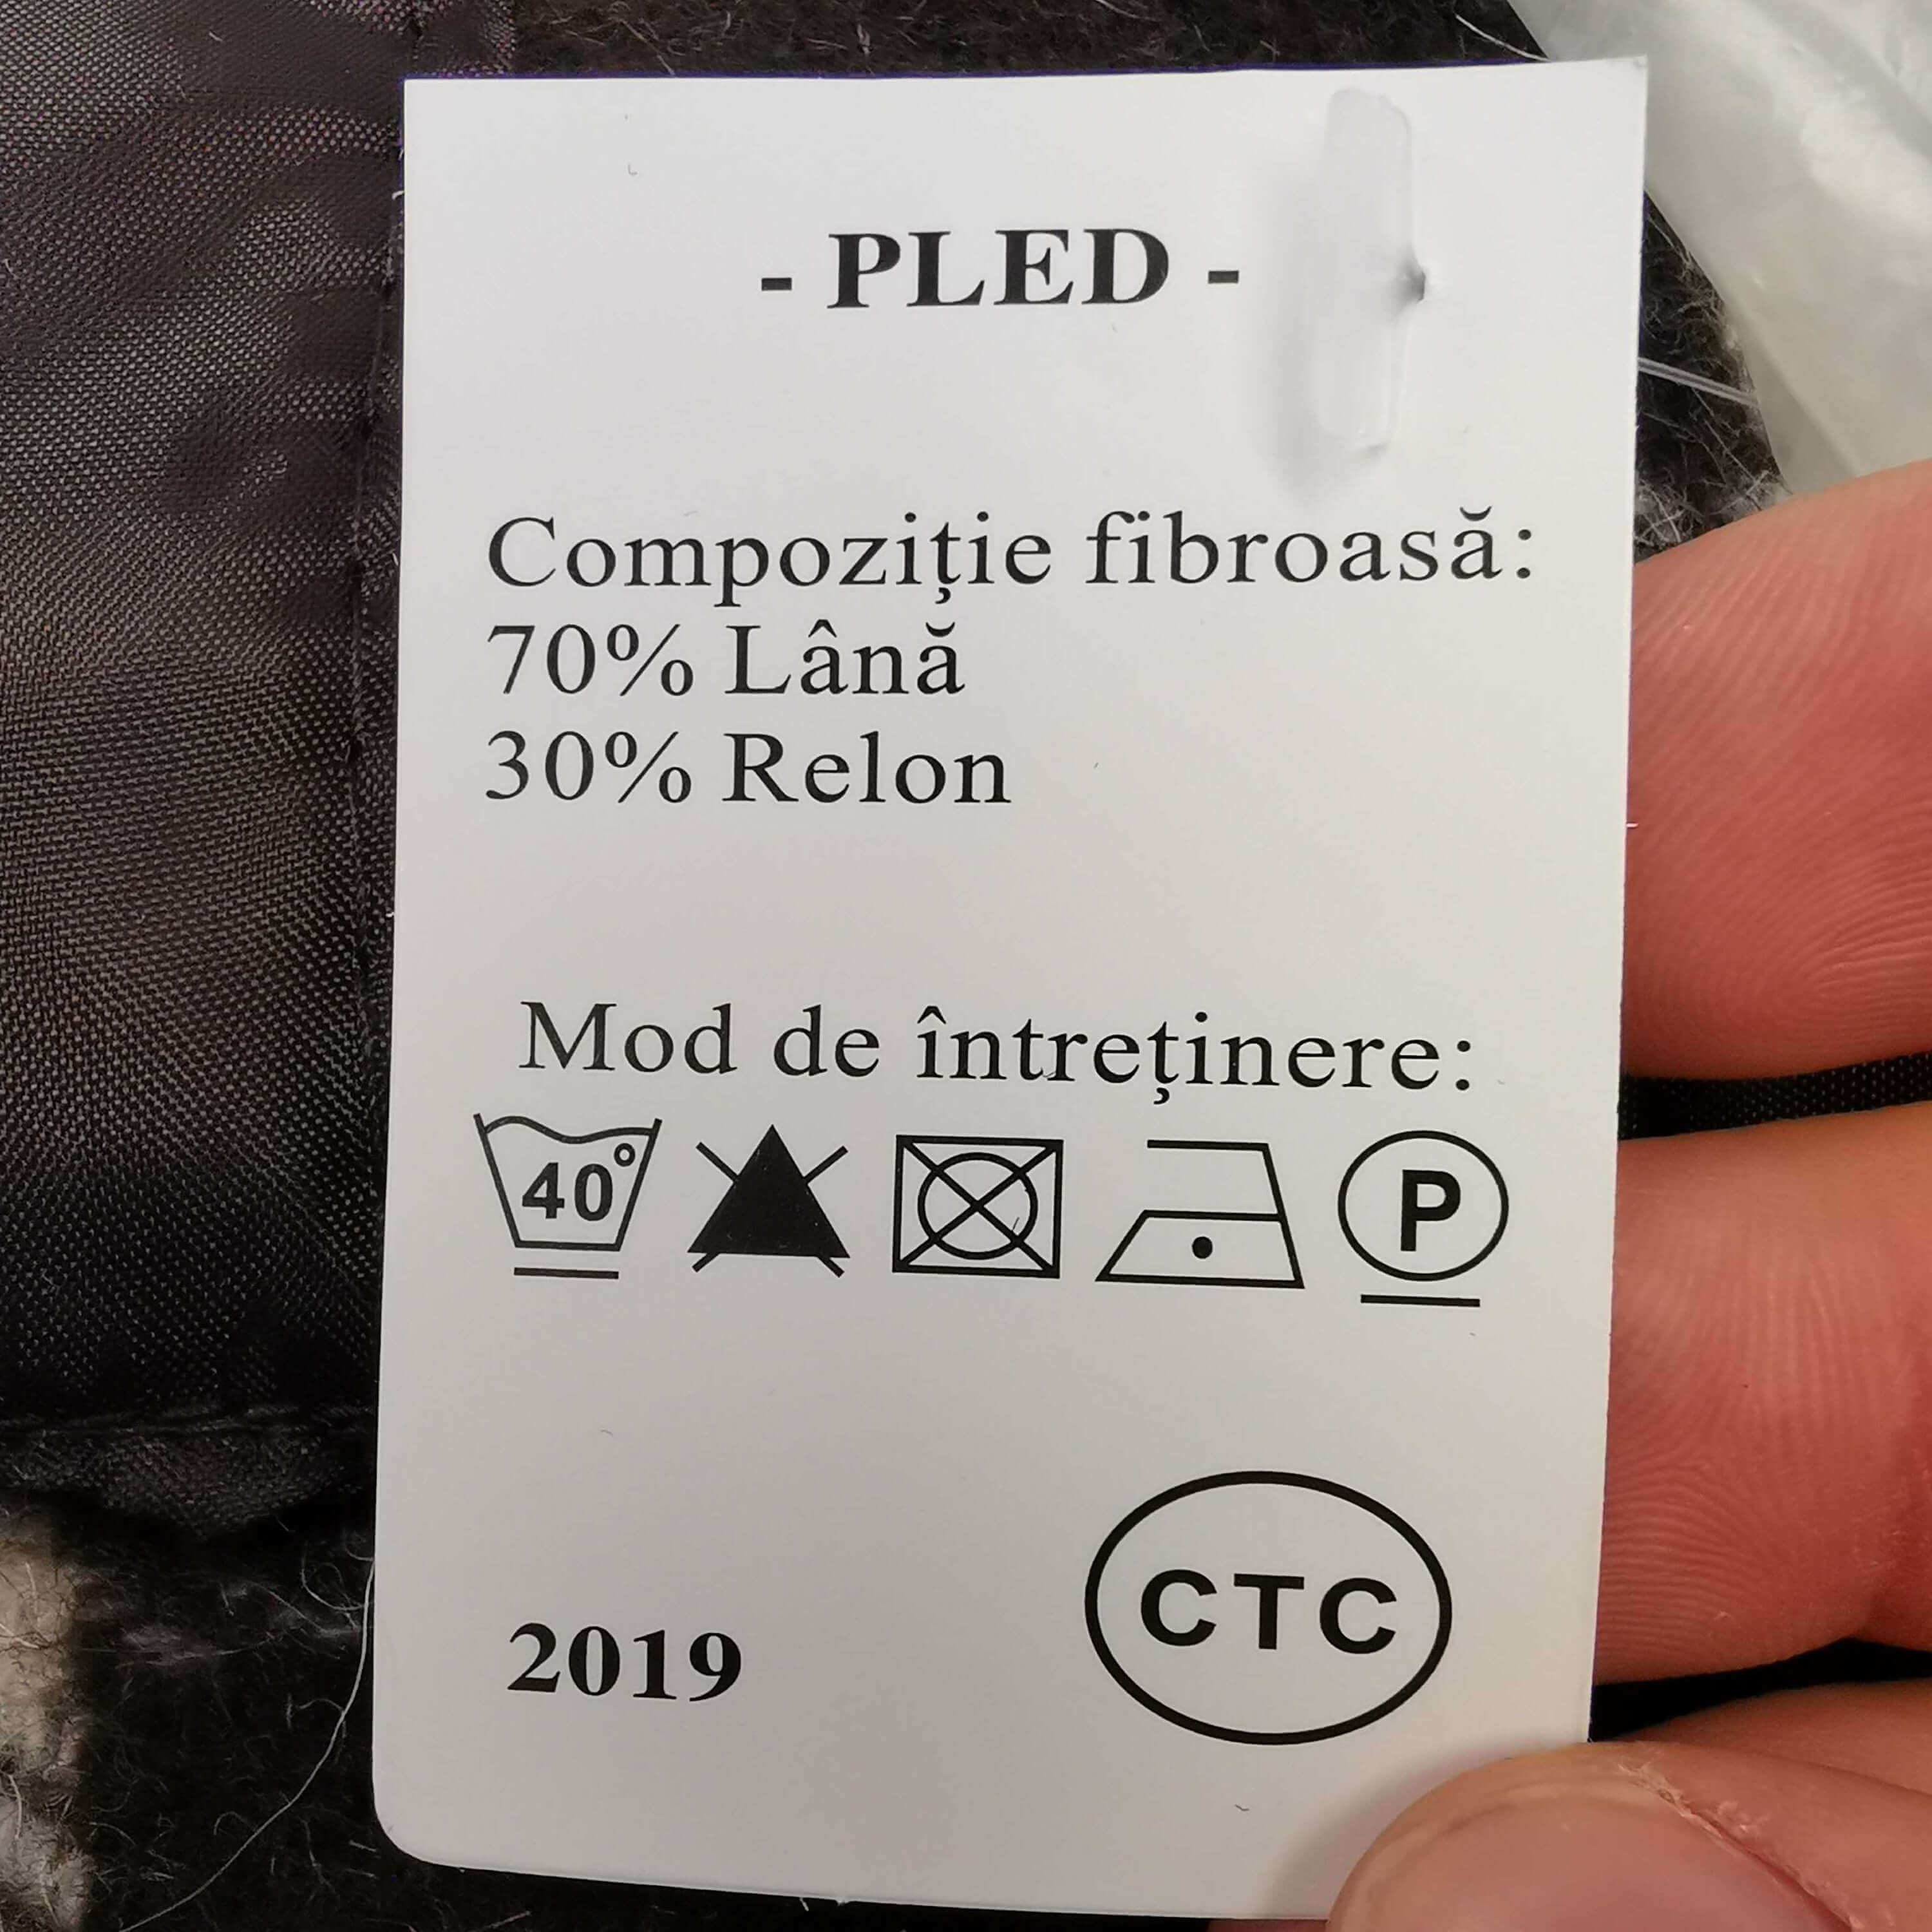 - PLED -
Compoziție fibroasă:
70% Lână
30% Relon
Mod de întreținere:
40° P
2019
CTC